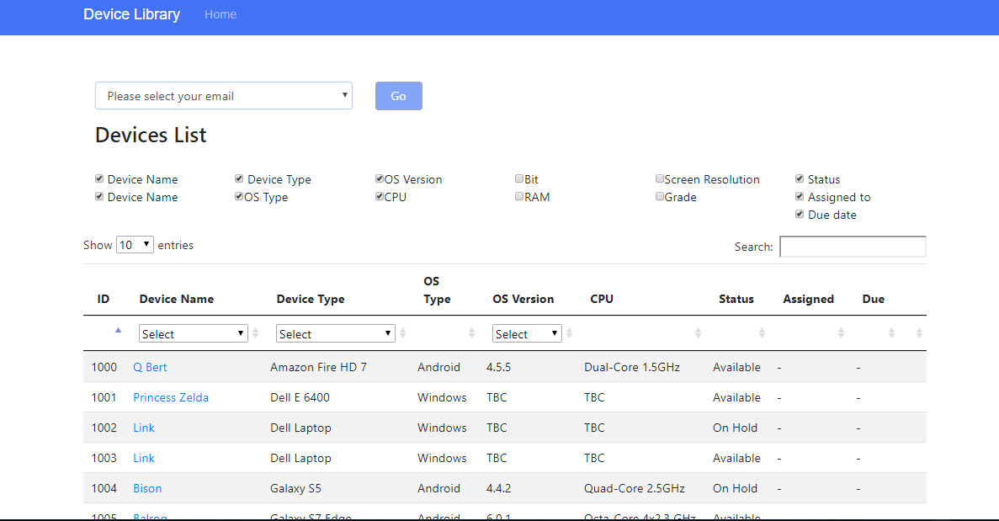 Device Library Home
Please select your email Go
Devices List
Device Name Device Type OS Version Bit Screen Resolution Status
Device Name OS Type CPU RAM Grade Assigned to
Due date
Show 10 entries Search:
ID Device Name Device Type OS Type OS Version CPU Status Assigned Due
Select Select Select
1000 Q Bert Amazon Fire HD 7 Android 4.5.5 Dual-Core 1.5GHz Available - -
1001 Princess Zelda Dell E 6400 Windows TBC TBC Available - -
1002 Link Dell Laptop Windows TBC TBC On Hold - -
1003 Link Dell Laptop Windows TBC TBC Available - -
1004 Bison Galaxy S5 Android 4.4.2 Quad-Core 2.5GHz On Hold - -
1005 Balrog Galaxy S7 Edge Android 6.0.1 Octa-Core 4x2.3 GHz Available